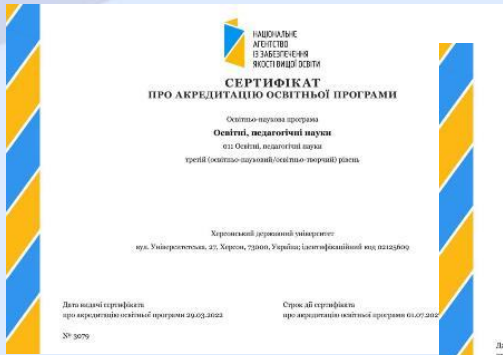 НАЦІОНАЛЬНЕ
АГЕНТСТВО
ІЗ ЗАБЕЗПЕЧЕННЯ
ЯКОСТІ ВИЩОЇ ОСВІТИ
СЕРТИФІКАТ
ПРО АКРЕДИТАЦІЮ ОСВІТНЬОЇ ПРОГРАМИ
Освітньо-наукова програма
Освітні, педагогічні науки
011 Освітні, педагогічні науки
третій (освітньо-науковий/освітньо-творчий) рівень
Херсонський державний університет
вул. Університетська, 27, Херсон, 73000, Україна; ідентифікаційний код 02125609
Дата видачі сертифіката
про акредитацію освітньої програми 29.03.2022
Строк дії сертифіката
про акредитацію освітньої програми 01.07.202
№ 3079